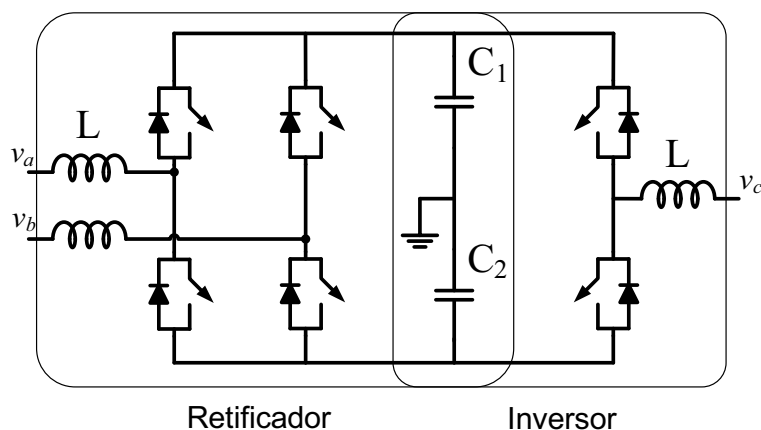 C1
L
L
va
vc
vb
C2
Retificador
Inversor